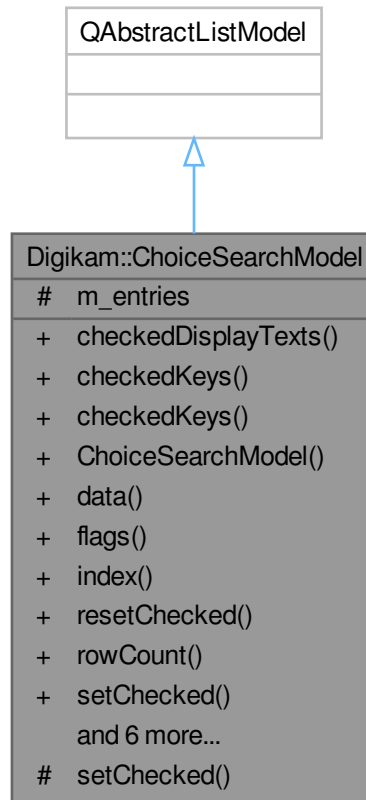 QAbstractListModel
Digikam::ChoiceSearchModel
# m_entries
+ checkedDisplayTexts()
+ checkedKeys()
+ checkedKeys()
+ ChoiceSearchModel()
+ data()
+ flags()
+ index()
+ resetChecked()
+ rowCount()
+ setChecked()
and 6 more...
# setChecked()